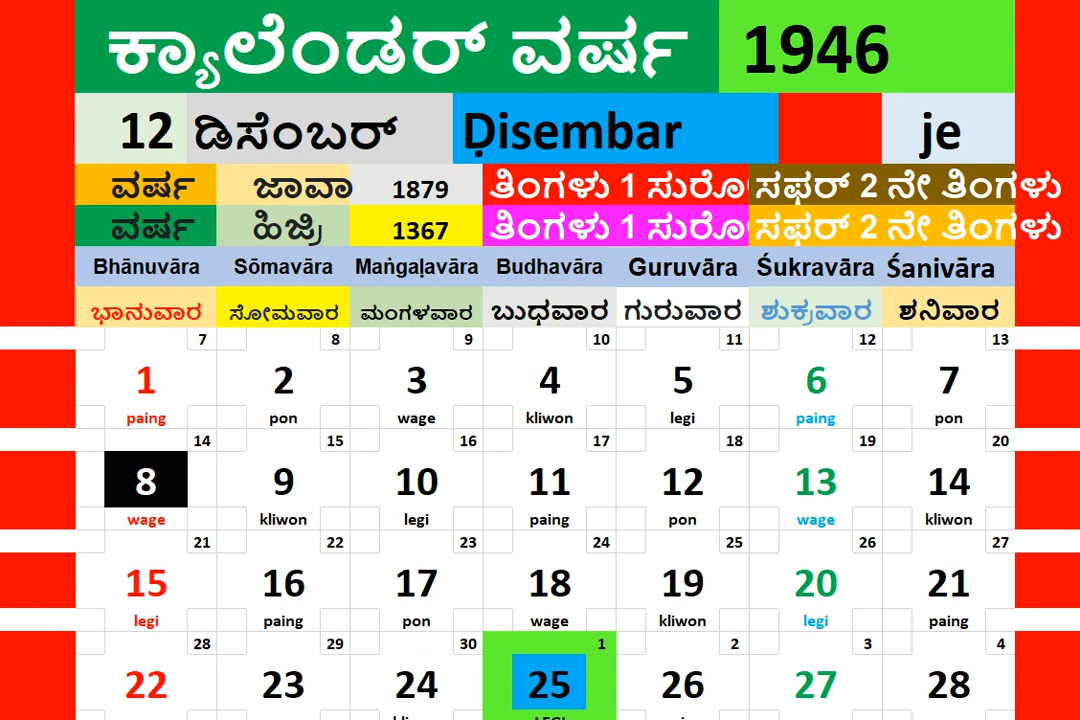 ಕ್ಯಾಲೆಂಡರ್ ವರ್ಷ 1946
12 ಡಿಸೆಂಬರ್ Ḍisembar je
ವರ್ಷ ಜಾವಾ 1879 ತಿಂಗಳು 1 ಸುರೋ ಸಫರ್ 2 ನೇ ತಿಂಗಳು
ವರ್ಷ ಹಿಜ್ರಿ 1367 ತಿಂಗಳು 1 ಸುರೋ ಸಫರ್ 2 ನೇ ತಿಂಗಳು
Bhānuvāra Sōmavāra Maṅgaḷavāra Budhavāra Guruvāra Śukravāra Śanivāra
ಭಾನುವಾರ ಸೋಮವಾರ ಮಂಗಳವಾರ ಬುಧವಾರ ಗುರುವಾರ ಶುಕ್ರವಾರ ಶನಿವಾರ
7 8 9 10 11 12 13
1 2 3 4 5 6 7
paing pon wage kliwon legi paing pon
14 15 16 17 18 19 20
8 9 10 11 12 13 14
wage kliwon legi paing pon wage kliwon
21 22 23 24 25 26 27
15 16 17 18 19 20 21
legi paing pon wage kliwon legi paing
28 29 30 1 2 3 4
22 23 24 25 26 27 28